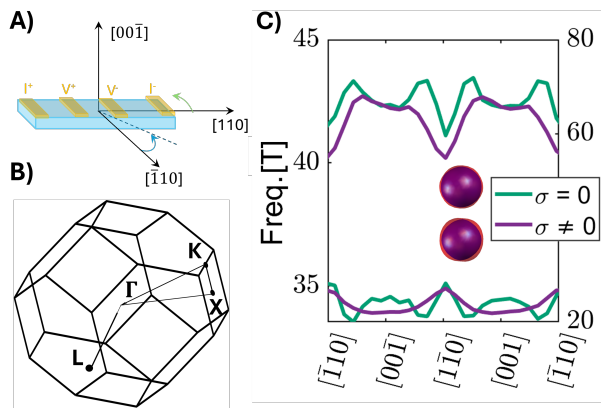 A)
[001̄]
I⁺ V⁺ V⁻ I⁻
[110]
[1̄10]
B)
K
Γ
X
L
C)
45 80
60
40
Freq.[T]
σ = 0
σ ≠ 0
35
20
[1̄10] [001̄] [11̄0] [001] [1̄10]